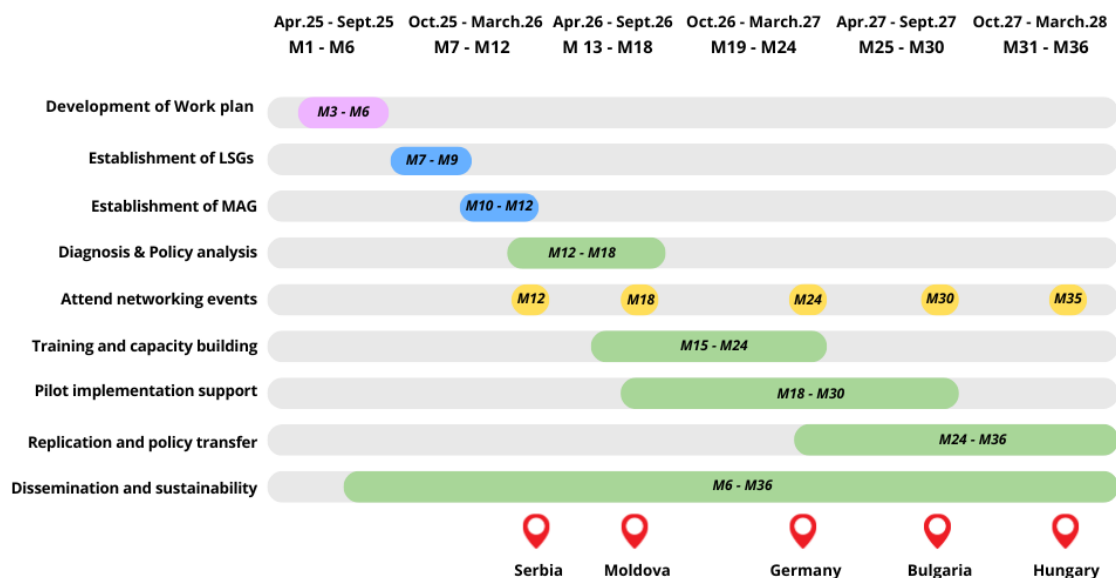 Apr.25 - Sept.25 Oct.25 - March.26 Apr.26 - Sept.26 Oct.26 - March.27 Apr.27 - Sept.27 Oct.27 - March.28
M1 - M6 M7 - M12 M 13 - M18 M19 - M24 M25 - M30 M31 - M36
Development of Work plan M3 - M6
Establishment of LSGs M7 - M9
Establishment of MAG M10 - M12
Diagnosis & Policy analysis M12 - M18
Attend networking events M12 M18 M24 M30 M35
Training and capacity building M15 - M24
Pilot implementation support M18 - M30
Replication and policy transfer M24 - M36
Dissemination and sustainability M6 - M36
Serbia Moldova Germany Bulgaria Hungary